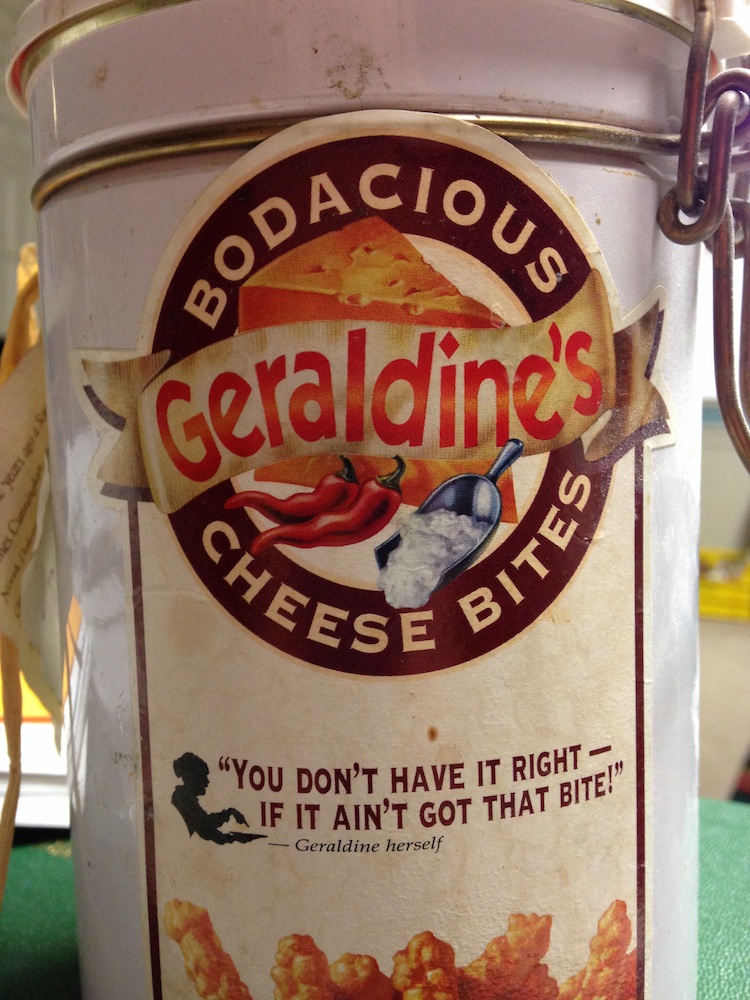 BODACIOUS
Geraldine's
CHEESE BITES
“YOU DON'T HAVE IT RIGHT —
IF IT AIN'T GOT THAT BITE!”
— Geraldine herself